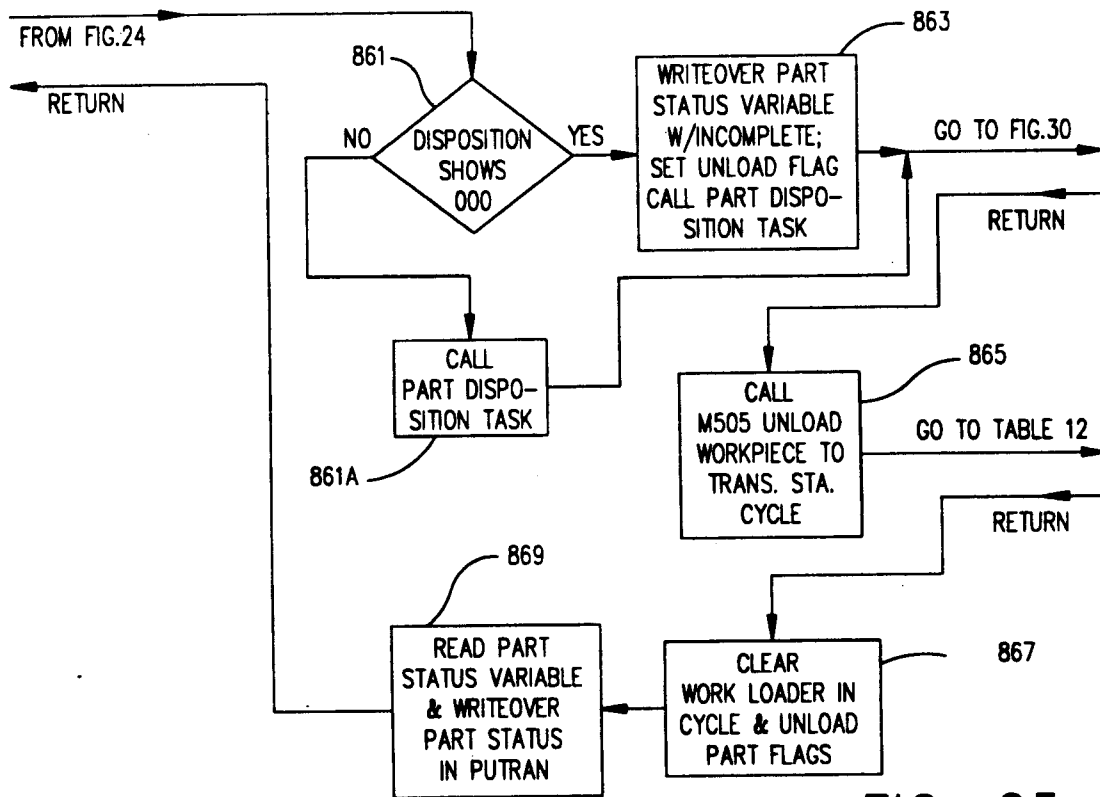 FROM FIG.24
RETURN
861
NO
DISPOSITION
SHOWS
000
YES
863
WRITEOVER PART
STATUS VARIABLE
W/INCOMPLETE;
SET UNLOAD FLAG
CALL PART DISPO-
SITION TASK
GO TO FIG.30
RETURN
CALL
PART DISPO-
SITION TASK
861A
865
CALL
M505 UNLOAD
WORKPIECE TO
TRANS. STA.
CYCLE
GO TO TABLE 12
RETURN
867
CLEAR
WORK LOADER IN
CYCLE & UNLOAD
PART FLAGS
869
READ PART
STATUS VARIABLE
& WRITEOVER
PART STATUS
IN PUTRAN